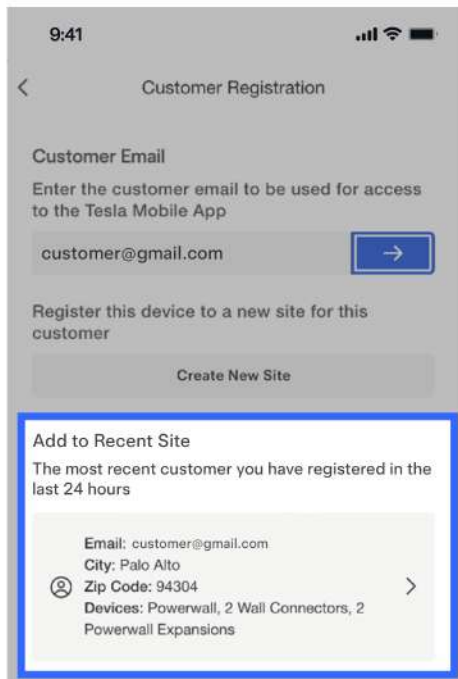 9:41
Customer Registration
Customer Email
Enter the customer email to be used for access
to the Tesla Mobile App
customer@gmail.com
Register this device to a new site for this
customer
Create New Site
Add to Recent Site
The most recent customer you have registered in the
last 24 hours
Email: customer@gmail.com
City: Palo Alto
Zip Code: 94304
Devices: Powerwall, 2 Wall Connectors, 2
Powerwall Expansions